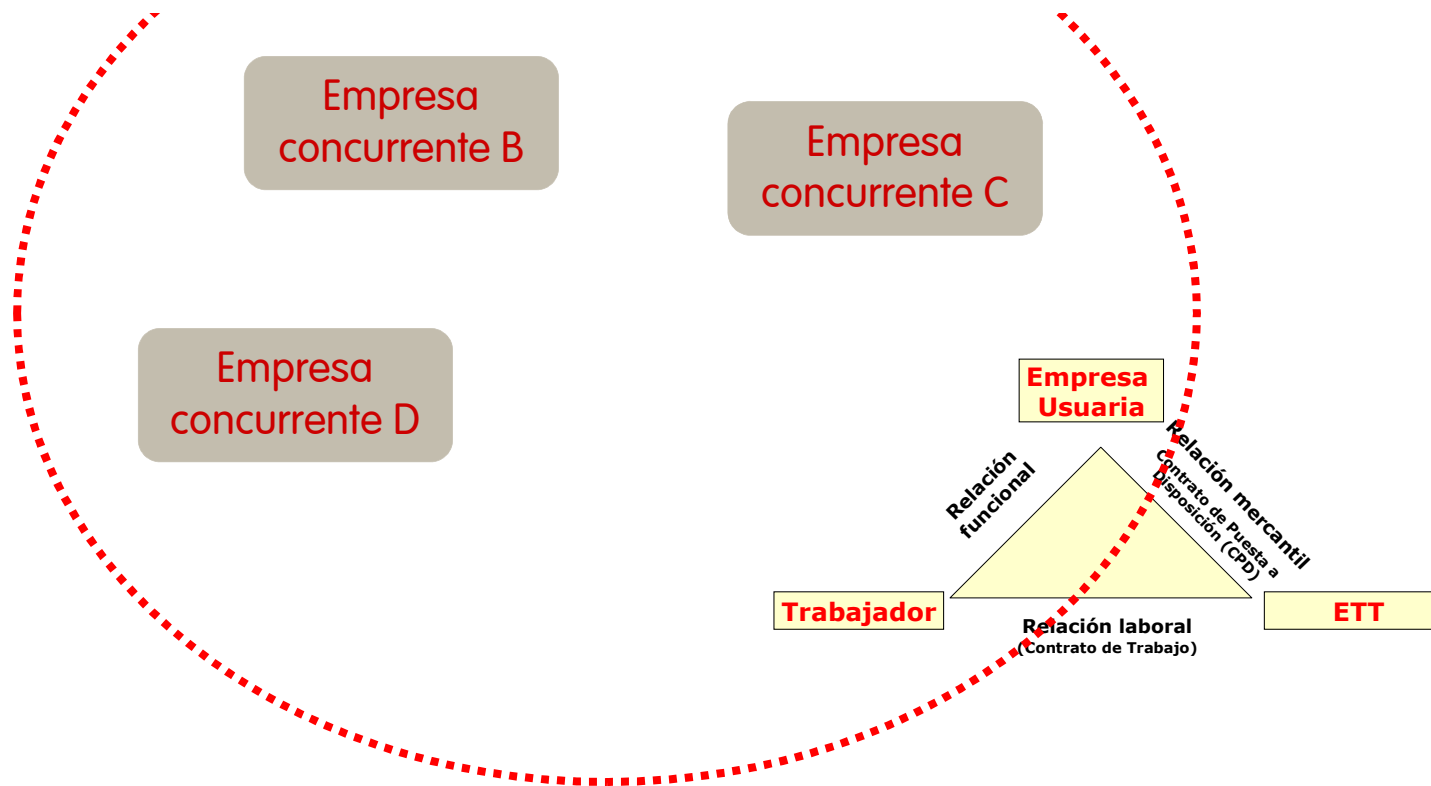 Empresa
concurrente B
Empresa
concurrente C
Empresa
concurrente D
Empresa
Usuaria
Relación
funcional
Relación mercantil
Contrato de Puesta a
Disposición (CPD)
Trabajador
ETT
Relación laboral
(Contrato de Trabajo)